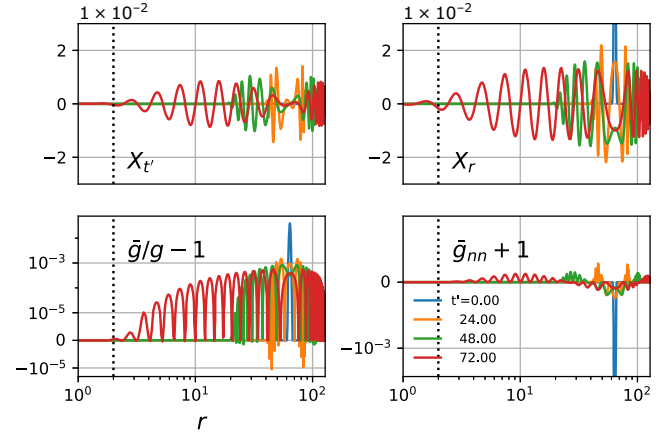 1 × 10⁻² 1 × 10⁻²
2 2
0 0
−2 −2
X_{t′} X_r
ḡ/g − 1 ḡ_{nn} + 1
10⁻³
10⁻⁵
0
−10⁻⁵
0
−10⁻³
t'=0.00
24.00
48.00
72.00
10⁰ 10¹ 10² 10⁰ 10¹ 10²
r